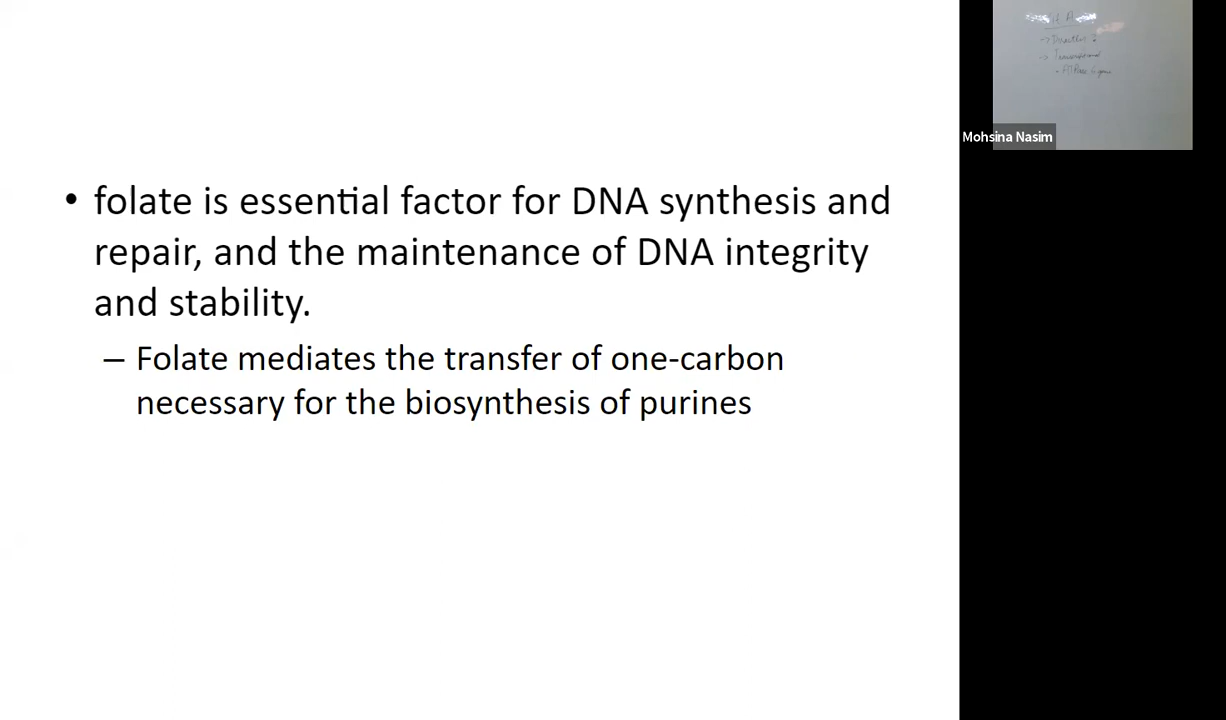 • folate is essential factor for DNA synthesis and
repair, and the maintenance of DNA integrity
and stability.
– Folate mediates the transfer of one-carbon
necessary for the biosynthesis of purines
Mohsina Nasim